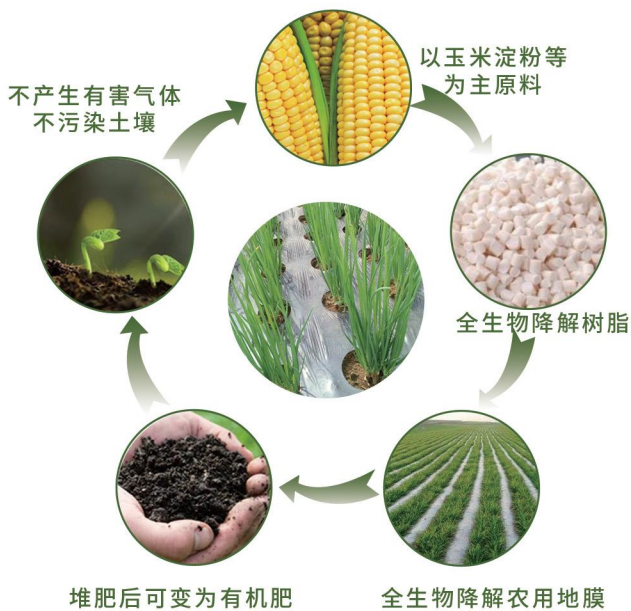 以玉米淀粉等
为主原料
全生物降解树脂
全生物降解农用地膜
堆肥后可变为有机肥
不产生有害气体
不污染土壤